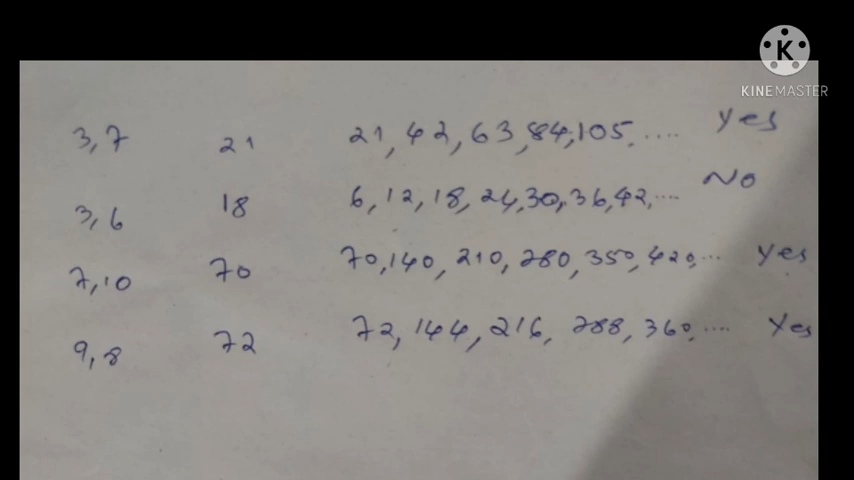 K
KINEMASTER
3,7 21 21,42,63,84,105,.... Yes
3,6 18 6,12,18,24,30,36,42,.... No
7,10 70 70,140,210,280,350,420,... Yes
9,8 72 72,144,216,288,360,.... Yes